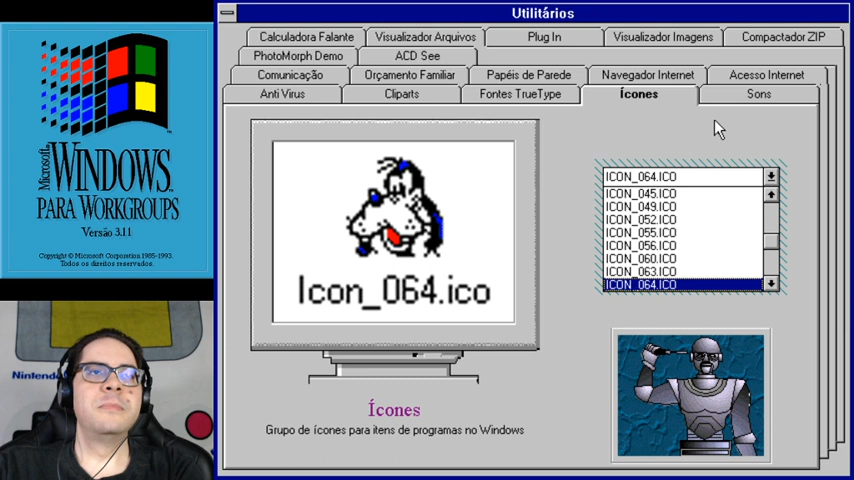 Microsoft
WINDOWS
PARA WORKGROUPS
Versão 3.11
Copyright © Microsoft Corporation 1985-1993.
Todos os direitos reservados.
Nintendo
Utilitários
Calculadora Falante
Visualizador Arquivos
Plug In
Visualizador Imagens
Compactador ZIP
PhotoMorph Demo
ACD See
Comunicação
Orçamento Familiar
Papéis de Parede
Navegador Internet
Acesso Internet
Anti Virus
Cliparts
Fontes TrueType
Ícones
Sons
Icon_064.ico
ICON_064.ICO
ICON_045.ICO
ICON_049.ICO
ICON_052.ICO
ICON_055.ICO
ICON_056.ICO
ICON_060.ICO
ICON_063.ICO
ICON_064.ICO
Ícones
Grupo de ícones para itens de programas no Windows